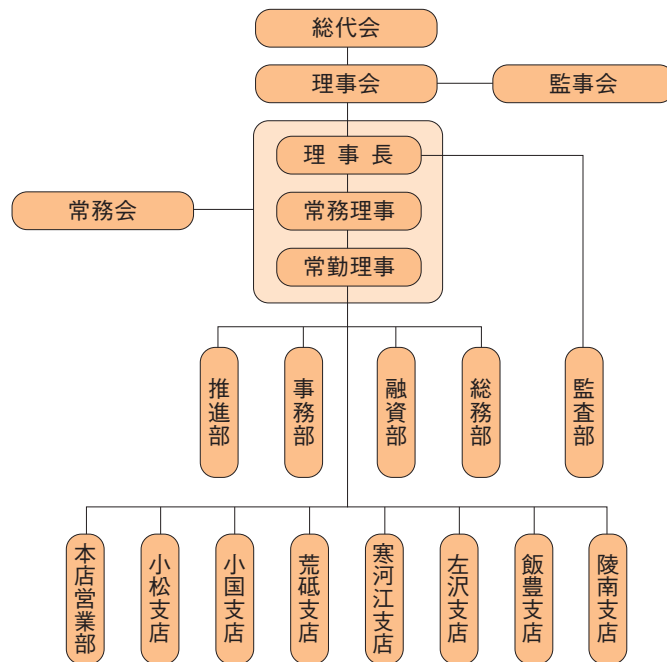 総代会
理事会
監事会
理事長
常務会
常務理事
常勤理事
推進部
事務部
融資部
総務部
監査部
本店営業部
小松支店
小国支店
荒砥支店
寒河江支店
左沢支店
飯豊支店
陵南支店